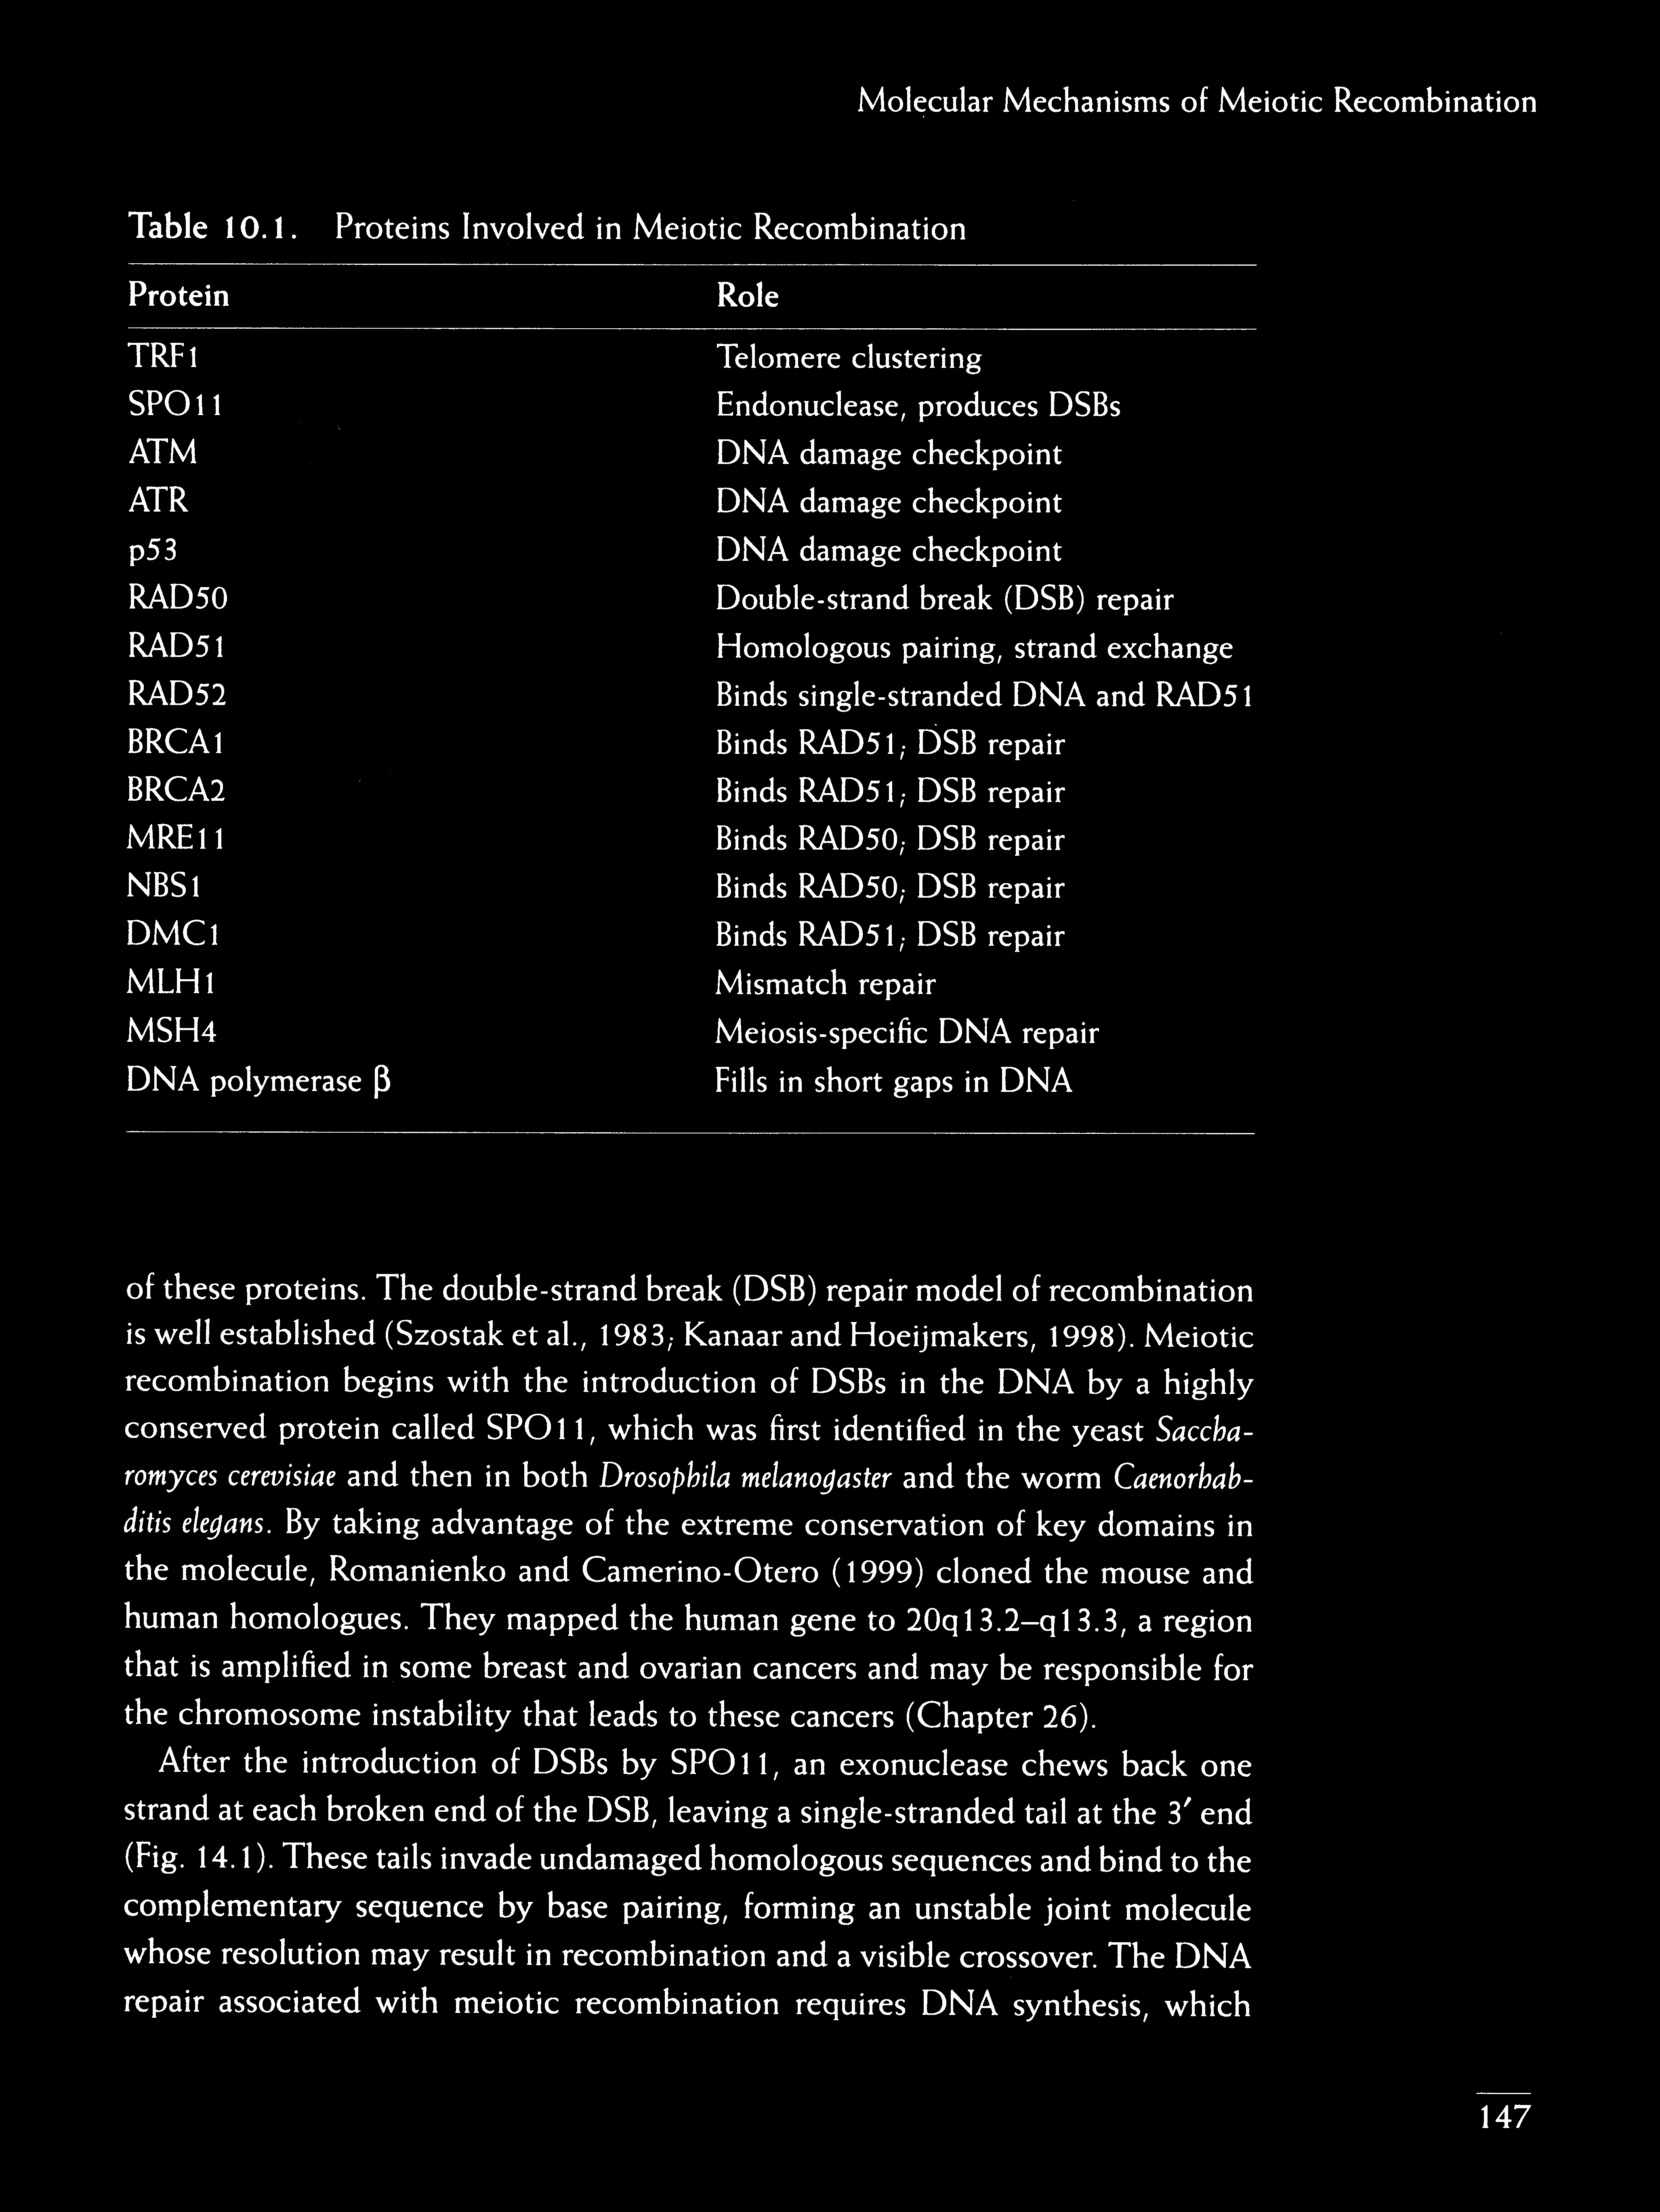 Molecular Mechanisms of Meiotic Recombination
Table 10.1. Proteins Involved in Meiotic Recombination
Protein Role
TRF1 Telomere clustering
SPO11 Endonuclease, produces DSBs
ATM DNA damage checkpoint
ATR DNA damage checkpoint
p53 DNA damage checkpoint
RAD50 Double-strand break (DSB) repair
RAD51 Homologous pairing, strand exchange
RAD52 Binds single-stranded DNA and RAD51
BRCA1 Binds RAD51; DSB repair
BRCA2 Binds RAD51; DSB repair
MRE11 Binds RAD50; DSB repair
NBS1 Binds RAD50; DSB repair
DMC1 Binds RAD51; DSB repair
MLH1 Mismatch repair
MSH4 Meiosis-specific DNA repair
DNA polymerase β Fills in short gaps in DNA
of these proteins. The double-strand break (DSB) repair model of recombination
is well established (Szostak et al., 1983; Kanaar and Hoeijmakers, 1998). Meiotic
recombination begins with the introduction of DSBs in the DNA by a highly
conserved protein called SPO11, which was first identified in the yeast Saccha-
romyces cerevisiae and then in both Drosophila melanogaster and the worm Caenorhab-
ditis elegans. By taking advantage of the extreme conservation of key domains in
the molecule, Romanienko and Camerino-Otero (1999) cloned the mouse and
human homologues. They mapped the human gene to 20q13.2–q13.3, a region
that is amplified in some breast and ovarian cancers and may be responsible for
the chromosome instability that leads to these cancers (Chapter 26).
After the introduction of DSBs by SPO11, an exonuclease chews back one
strand at each broken end of the DSB, leaving a single-stranded tail at the 3′ end
(Fig. 14.1). These tails invade undamaged homologous sequences and bind to the
complementary sequence by base pairing, forming an unstable joint molecule
whose resolution may result in recombination and a visible crossover. The DNA
repair associated with meiotic recombination requires DNA synthesis, which
147